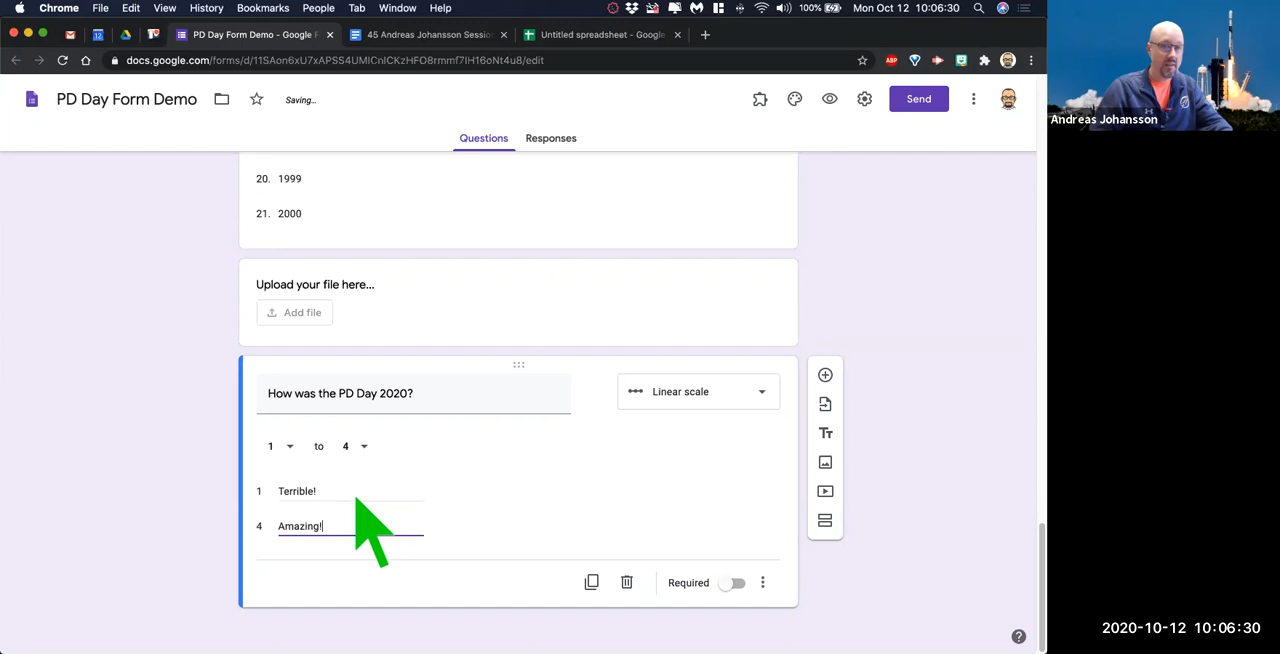 Chrome File Edit View History Bookmarks People Tab Window Help 100% Mon Oct 12 10:06:30
PD Day Form Demo - Google F 45 Andreas Johansson Sessio Untitled spreadsheet - Google
docs.google.com/forms/d/11SAon6xU7xAPSS4UMlCnlCKzHFO8rmmf7lH16oNt4u8/edit
PD Day Form Demo Saving... Send
Questions Responses
20. 1999
21. 2000
Upload your file here...
Add file
How was the PD Day 2020? Linear scale
1 to 4
1 Terrible!
4 Amazing!
Required
Andreas Johansson
2020-10-12 10:06:30